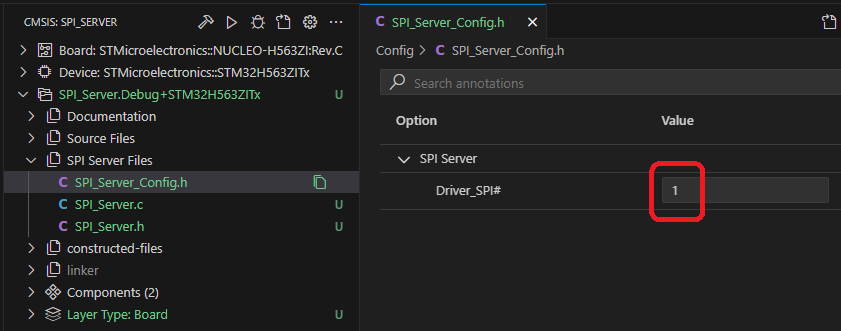 CMSIS: SPI_SERVER
Board: STMicroelectronics::NUCLEO-H563ZI:Rev.C
Device: STMicroelectronics::STM32H563ZITx
SPI_Server.Debug+STM32H563ZITx U
Documentation
Source Files
SPI Server Files
C SPI_Server_Config.h
C SPI_Server.c U
C SPI_Server.h U
constructed-files
linker
Components (2)
Layer Type: Board U
C SPI_Server_Config.h
Config > C SPI_Server_Config.h
Search annotations
Option Value
SPI Server
Driver_SPI# 1